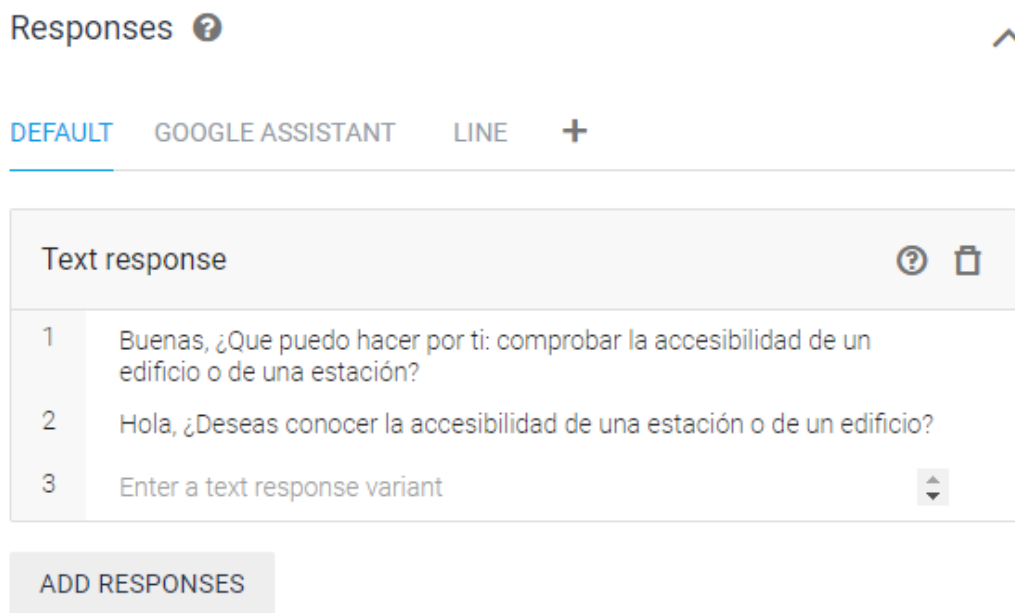 Responses
DEFAULT GOOGLE ASSISTANT LINE +
Text response
1 Buenas, ¿Que puedo hacer por ti: comprobar la accesibilidad de un
edificio o de una estación?
2 Hola, ¿Deseas conocer la accesibilidad de una estación o de un edificio?
3 Enter a text response variant
ADD RESPONSES